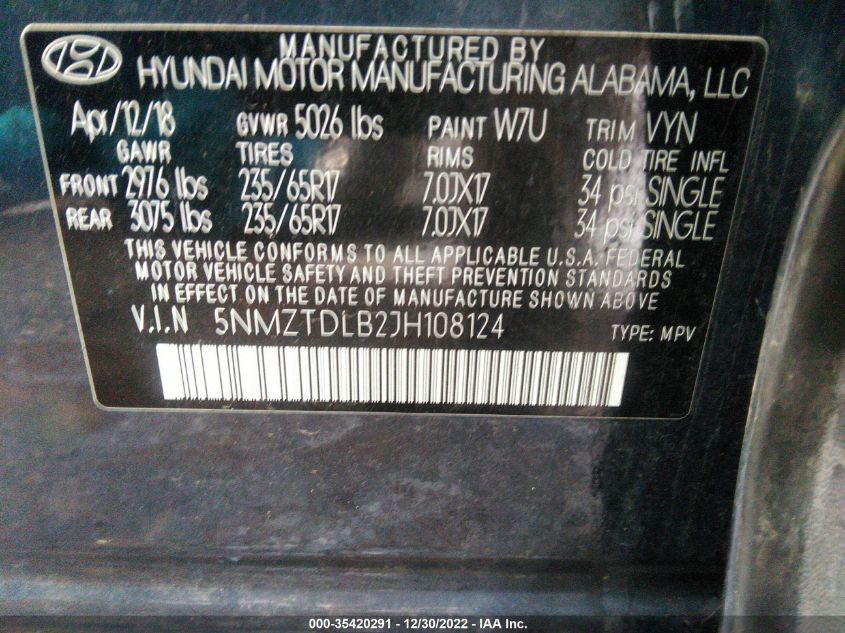 MANUFACTURED BY
HYUNDAI MOTOR MANUFACTURING ALABAMA, LLC
Apr/12/18 GVWR 5026 lbs PAINT W7U TRIM VYN
GAWR TIRES RIMS COLD TIRE INFL
FRONT 2976 lbs 235/65R17 7.0JX17 34 psi SINGLE
REAR 3075 lbs 235/65R17 7.0JX17 34 psi SINGLE
THIS VEHICLE CONFORMS TO ALL APPLICABLE U.S.A. FEDERAL
MOTOR VEHICLE SAFETY AND THEFT PREVENTION STANDARDS
IN EFFECT ON THE DATE OF MANUFACTURE SHOWN ABOVE
V.I.N 5NMZTDLB2JH108124 TYPE: MPV
000-35420291 - 12/30/2022 - IAA Inc.